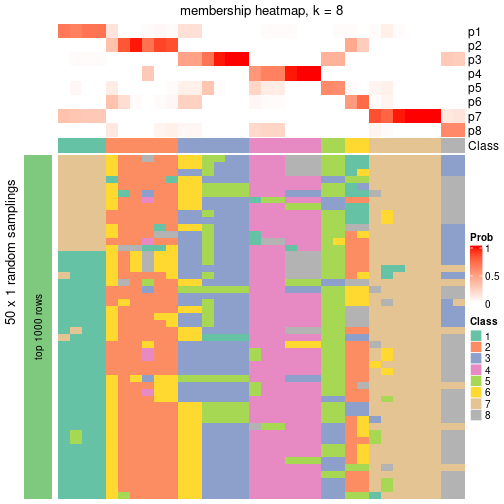 membership heatmap, k = 8
p1
p2
p3
p4
p5
p6
p7
p8
Class
50 x 1 random samplings
top 1000 rows
Prob
1
0.5
0
Class
1
2
3
4
5
6
7
8